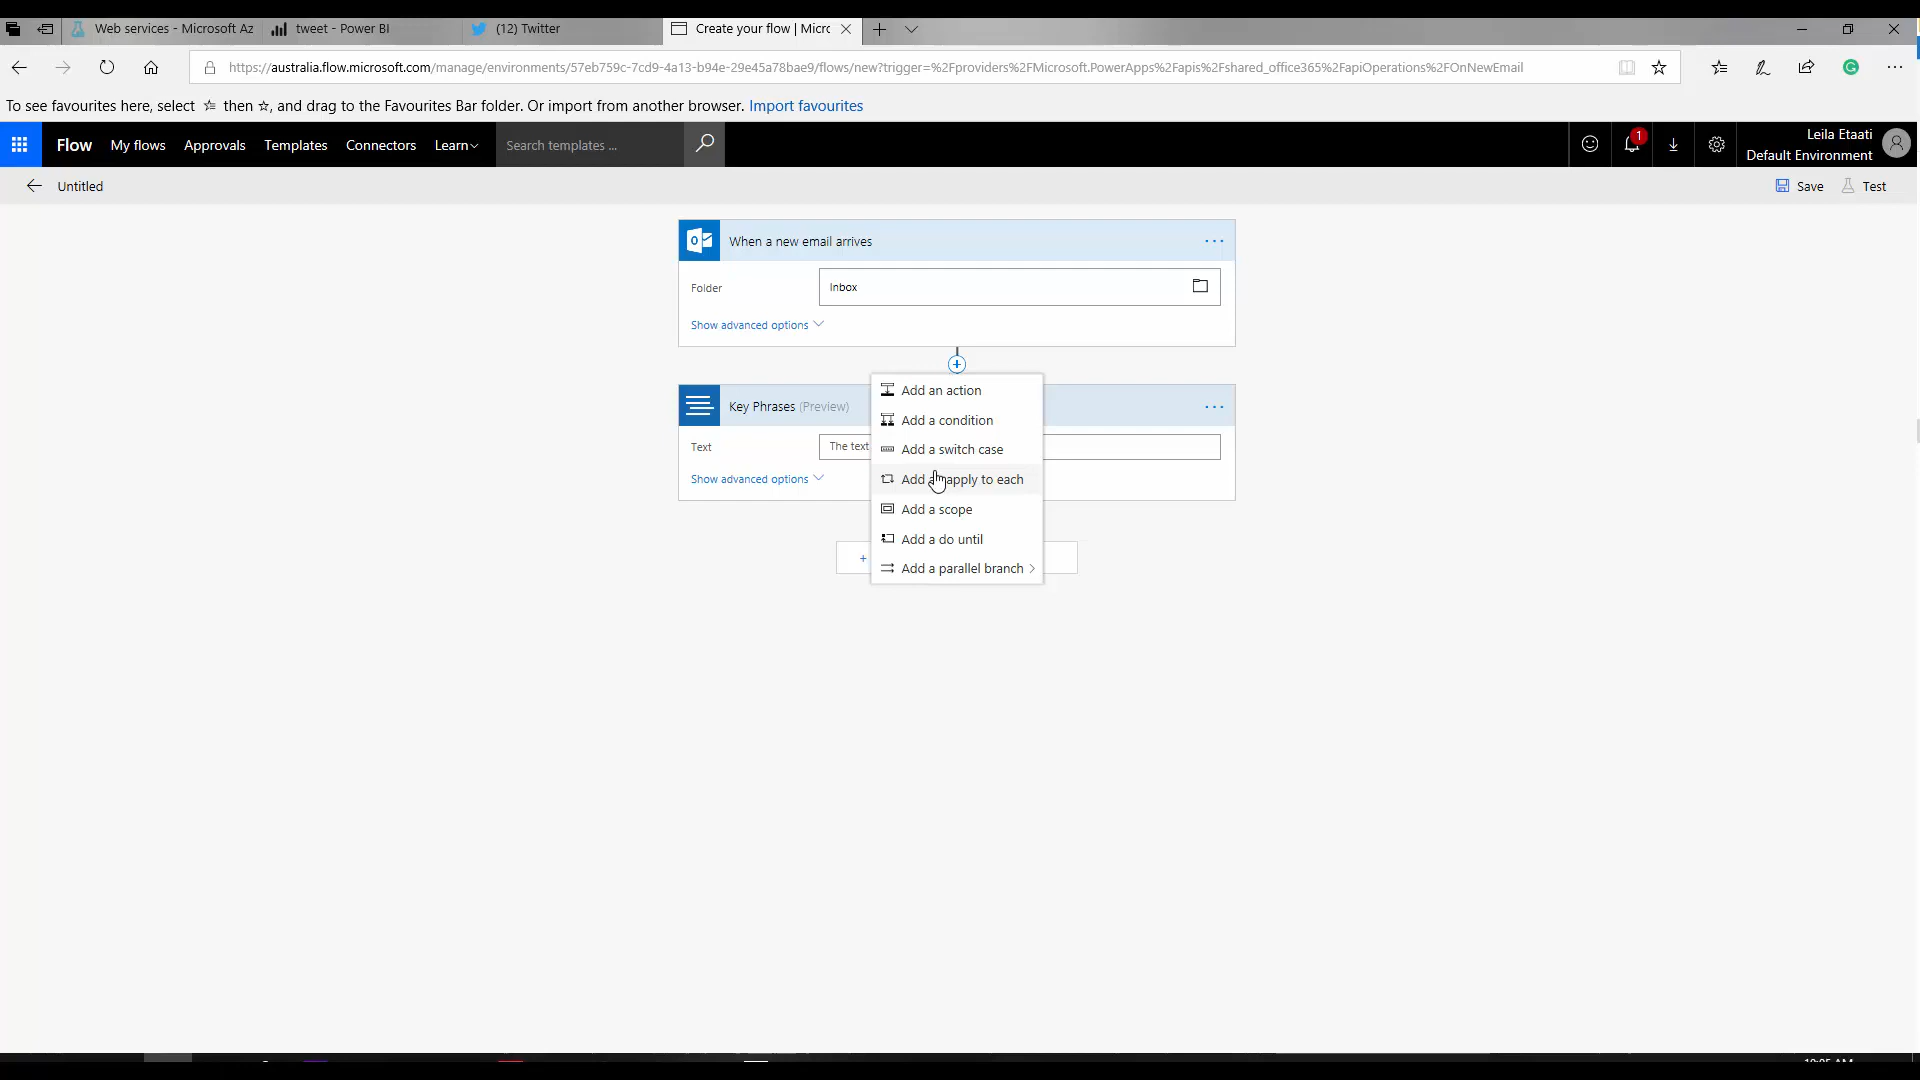 Web services - Microsoft Az
tweet - Power BI
(12) Twitter
Create your flow | Micro
https://australia.flow.microsoft.com/manage/environments/57eb759c-7cd9-4a13-b94e-29e45a78bae9/flows/new?trigger=%2Fproviders%2FMicrosoft.PowerApps%2Fapis%2Fshared_office365%2FapiOperations%2FOnNewEmail
To see favourites here, select then , and drag to the Favourites Bar folder. Or import from another browser. Import favourites
Flow My flows Approvals Templates Connectors Learn Search templates ...
1
Leila Etaati
Default Environment
Untitled
Save Test
When a new email arrives ...
Folder Inbox
Show advanced options
Key Phrases (Preview) ...
Text The text
Show advanced options
Add an action
Add a condition
Add a switch case
Add apply to each
Add a scope
Add a do until
Add a parallel branch